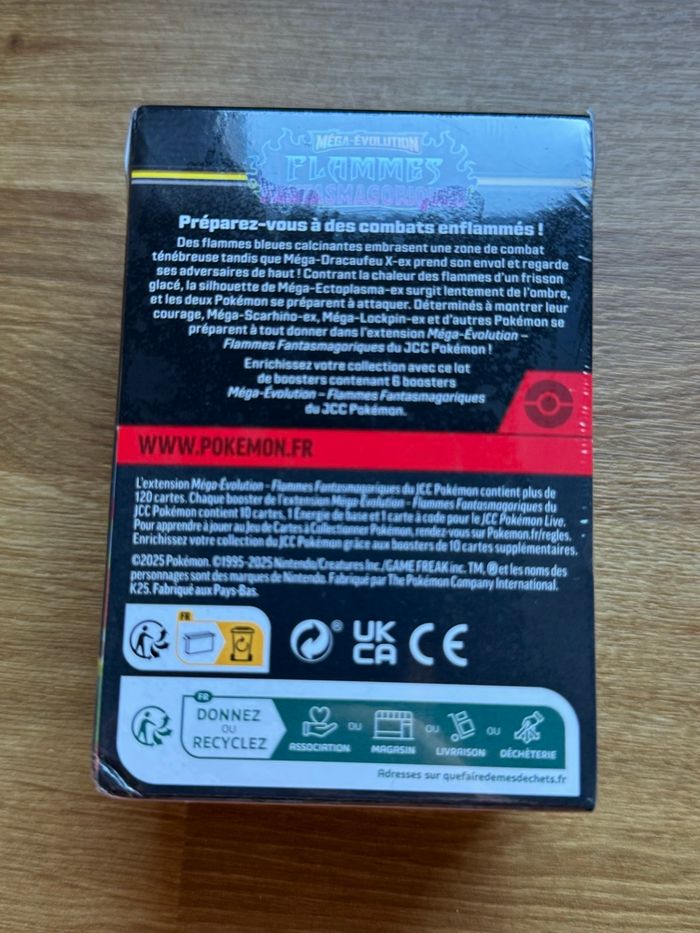 MÉGA-ÉVOLUTION
FLAMMES
FANTASMAGORIQUES
Préparez-vous à des combats enflammés !
Des flammes bleues calcinantes embrasent une zone de combat
ténébreuse tandis que Méga-Dracaufeu X-ex prend son envol et regarde
ses adversaires de haut ! Contrant la chaleur des flammes d'un frisson
glacé, la silhouette de Méga-Ectoplasma-ex surgit lentement de l'ombre,
et les deux Pokémon se préparent à attaquer. Déterminés à montrer leur
courage, Méga-Scarhino-ex, Méga-Lockpin-ex et d'autres Pokémon se
préparent à tout donner dans l'extension Méga-Évolution –
Flammes Fantasmagoriques du JCC Pokémon !
Enrichissez votre collection avec ce lot
de boosters contenant 6 boosters
Méga-Évolution – Flammes Fantasmagoriques
du JCC Pokémon.
WWW.POKEMON.FR
L'extension Méga-Évolution – Flammes Fantasmagoriques du JCC Pokémon contient plus de
120 cartes. Chaque booster de l'extension Méga-Évolution – Flammes Fantasmagoriques du
JCC Pokémon contient 10 cartes, 1 Énergie de base et 1 carte à code pour le JCC Pokémon Live.
Pour apprendre à jouer au Jeu de Cartes à Collectionner Pokémon, rendez-vous sur Pokemon.fr/regles.
Enrichissez votre collection du JCC Pokémon grâce aux boosters de 10 cartes supplémentaires.
©2025 Pokémon. ©1995-2025 Nintendo/Creatures Inc./GAME FREAK inc. TM, ® et les noms des
personnages sont des marques de Nintendo. Fabriqué par The Pokémon Company International.
K25. Fabriqué aux Pays-Bas.
FR
®
UK
CA
CE
FR
DONNEZ
OU
RECYCLEZ
ASSOCIATION OU MAGASIN OU LIVRAISON OU DÉCHÈTERIE
Adresses sur quefairedemesdechets.fr